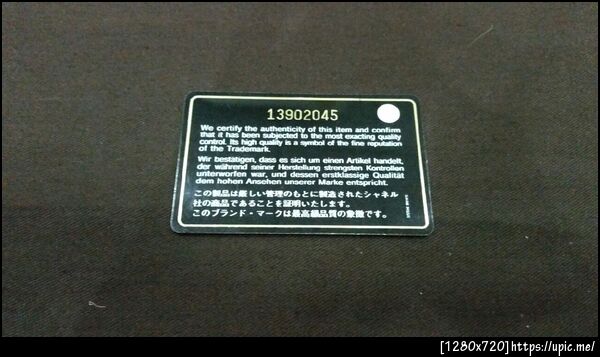 13902045
We certify the authenticity of this item and confirm
that it has been subjected to the most exacting quality
control. Its high quality is a symbol of the fine reputation
of the Trademark.
Wir bestätigen, dass es sich um einen Artikel handelt,
der während seiner Herstellung strengsten Kontrollen
unterworfen war, und dessen erstklassige Qualität
dem hohen Ansehen unserer Marke entspricht.
この製品は厳しい管理のもとに製造されたシャネル
社の商品であることを証明いたします。
このブランド・マークは最高級品質の象徴です。
[1280x720]https://upic.me/